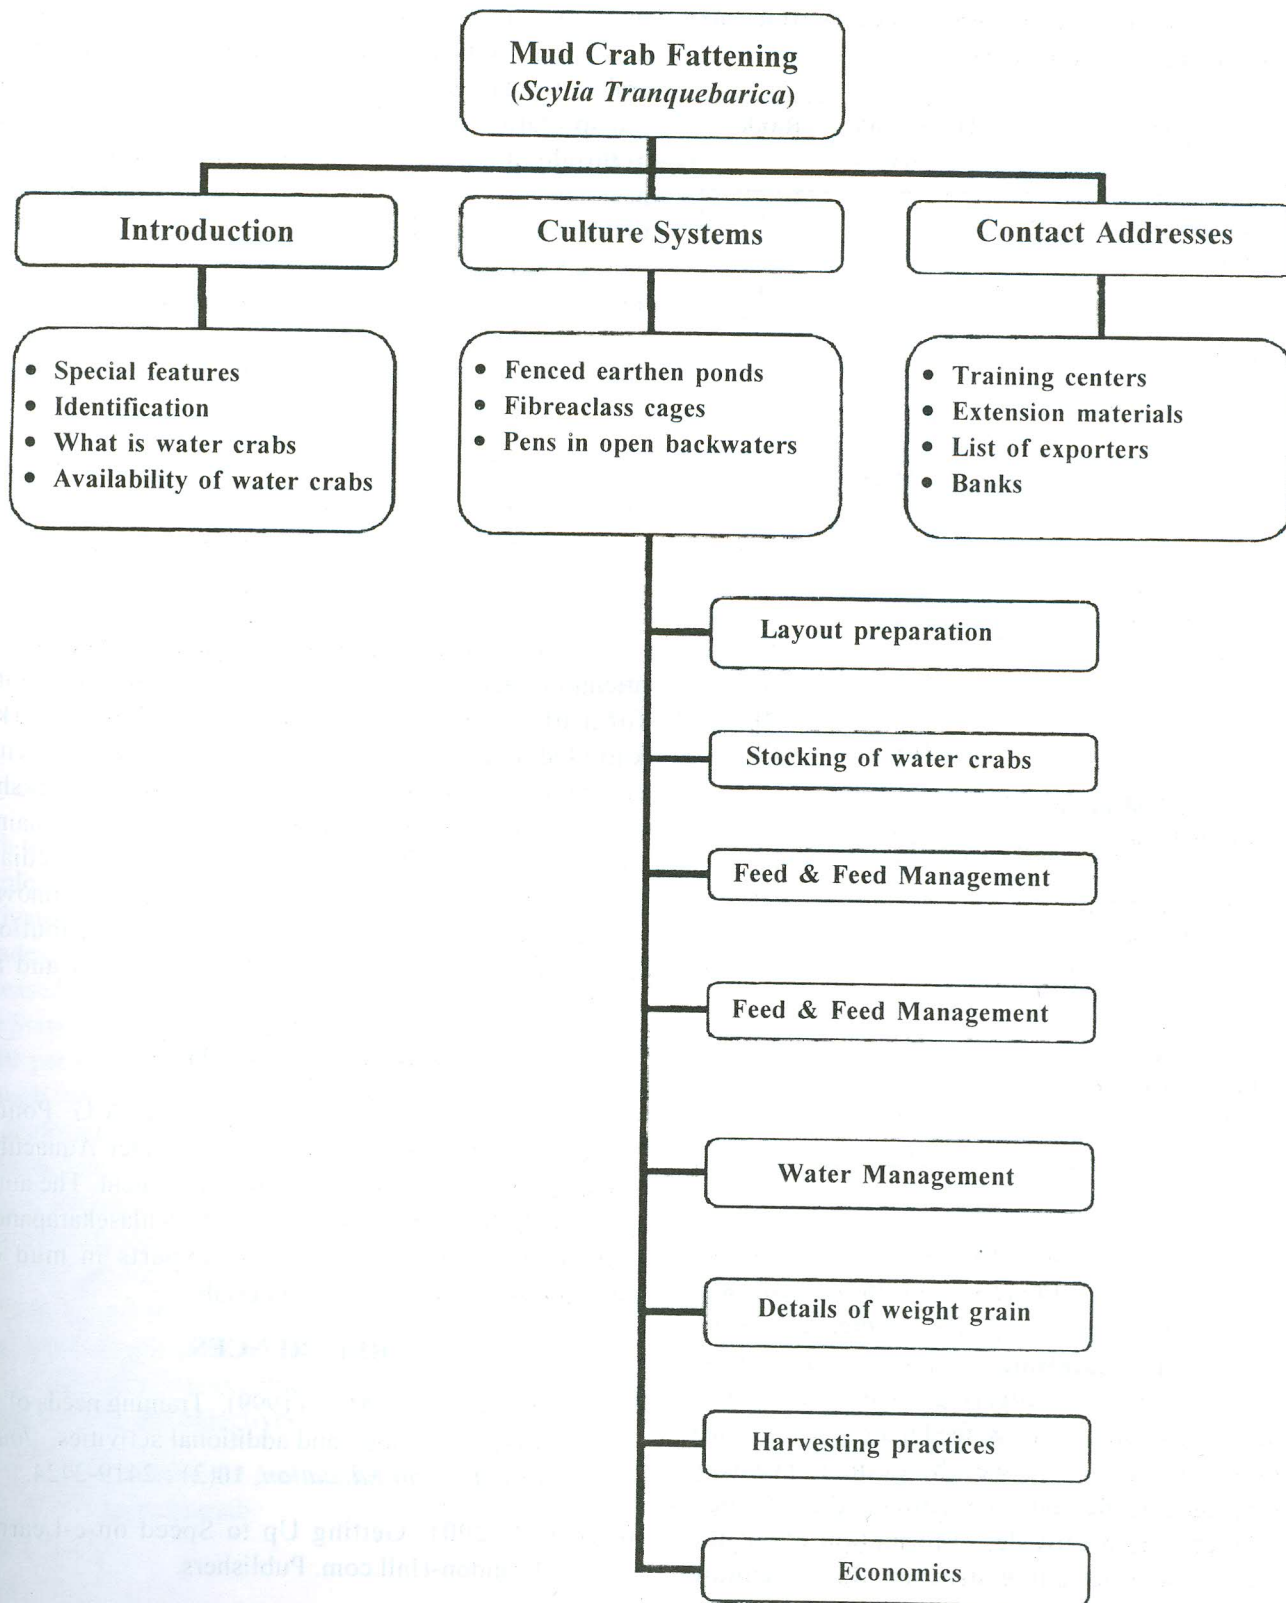 Mud Crab Fattening
(Scylia Tranquebarica)
Introduction
Culture Systems
Contact Addresses
• Special features
• Identification
• What is water crabs
• Availability of water crabs
• Fenced earthen ponds
• Fibreaclass cages
• Pens in open backwaters
• Training centers
• Extension materials
• List of exporters
• Banks
Layout preparation
Stocking of water crabs
Feed & Feed Management
Feed & Feed Management
Water Management
Details of weight grain
Harvesting practices
Economics